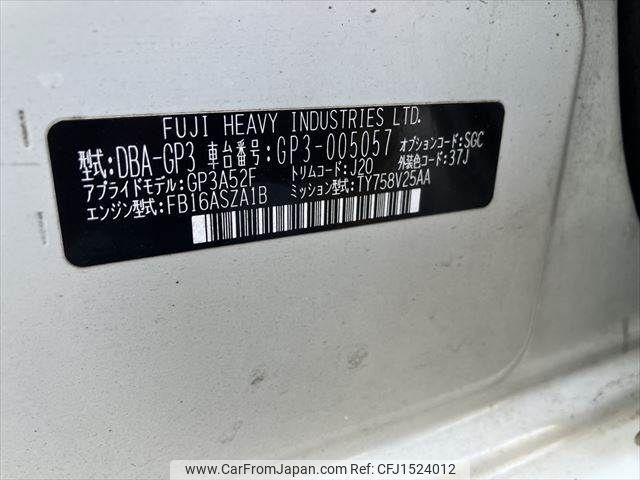 FUJI HEAVY INDUSTRIES LTD.
型式:DBA-GP3 車台番号:GP3-005057 オプションコード:SGC
アプライドモデル:GP3A52F トリムコード:J20 外装色コード:37J
エンジン型式:FB16ASZA1B ミッション型式:TY758V25AA
www.CarFromJapan.com - CFJ1524012